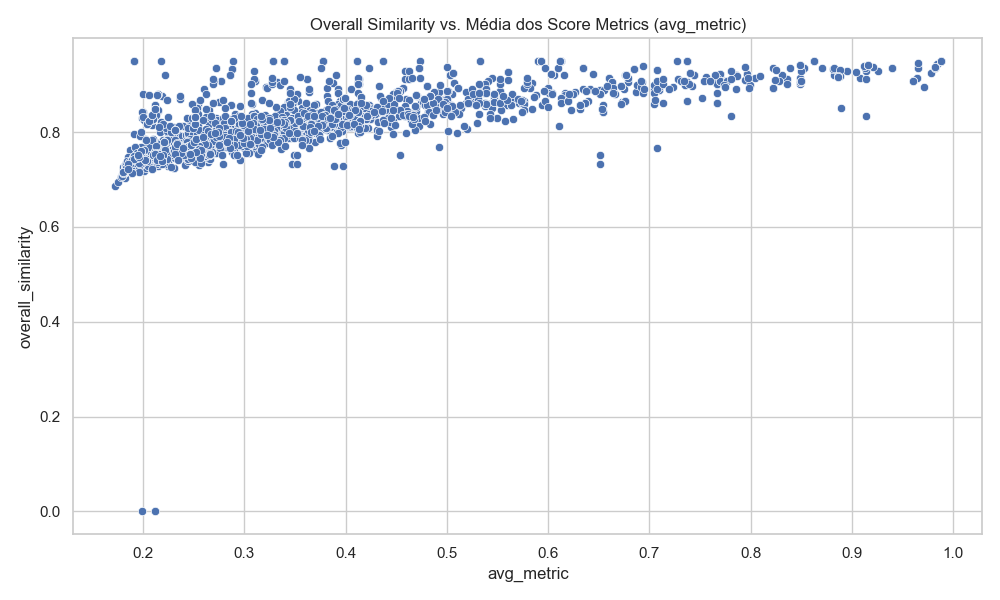 Overall Similarity vs. Média dos Score Metrics (avg_metric)
overall_similarity
0.8
0.6
0.4
0.2
0.0
0.2 0.3 0.4 0.5 0.6 0.7 0.8 0.9 1.0
avg_metric